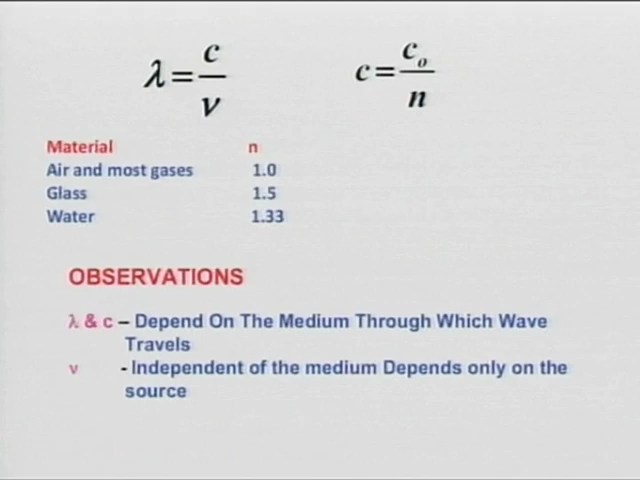 λ = c/ν    c = c₀/n
Material    n
Air and most gases    1.0
Glass    1.5
Water    1.33
OBSERVATIONS
λ & c – Depend On The Medium Through Which Wave
Travels
ν - Independent of the medium Depends only on the
source